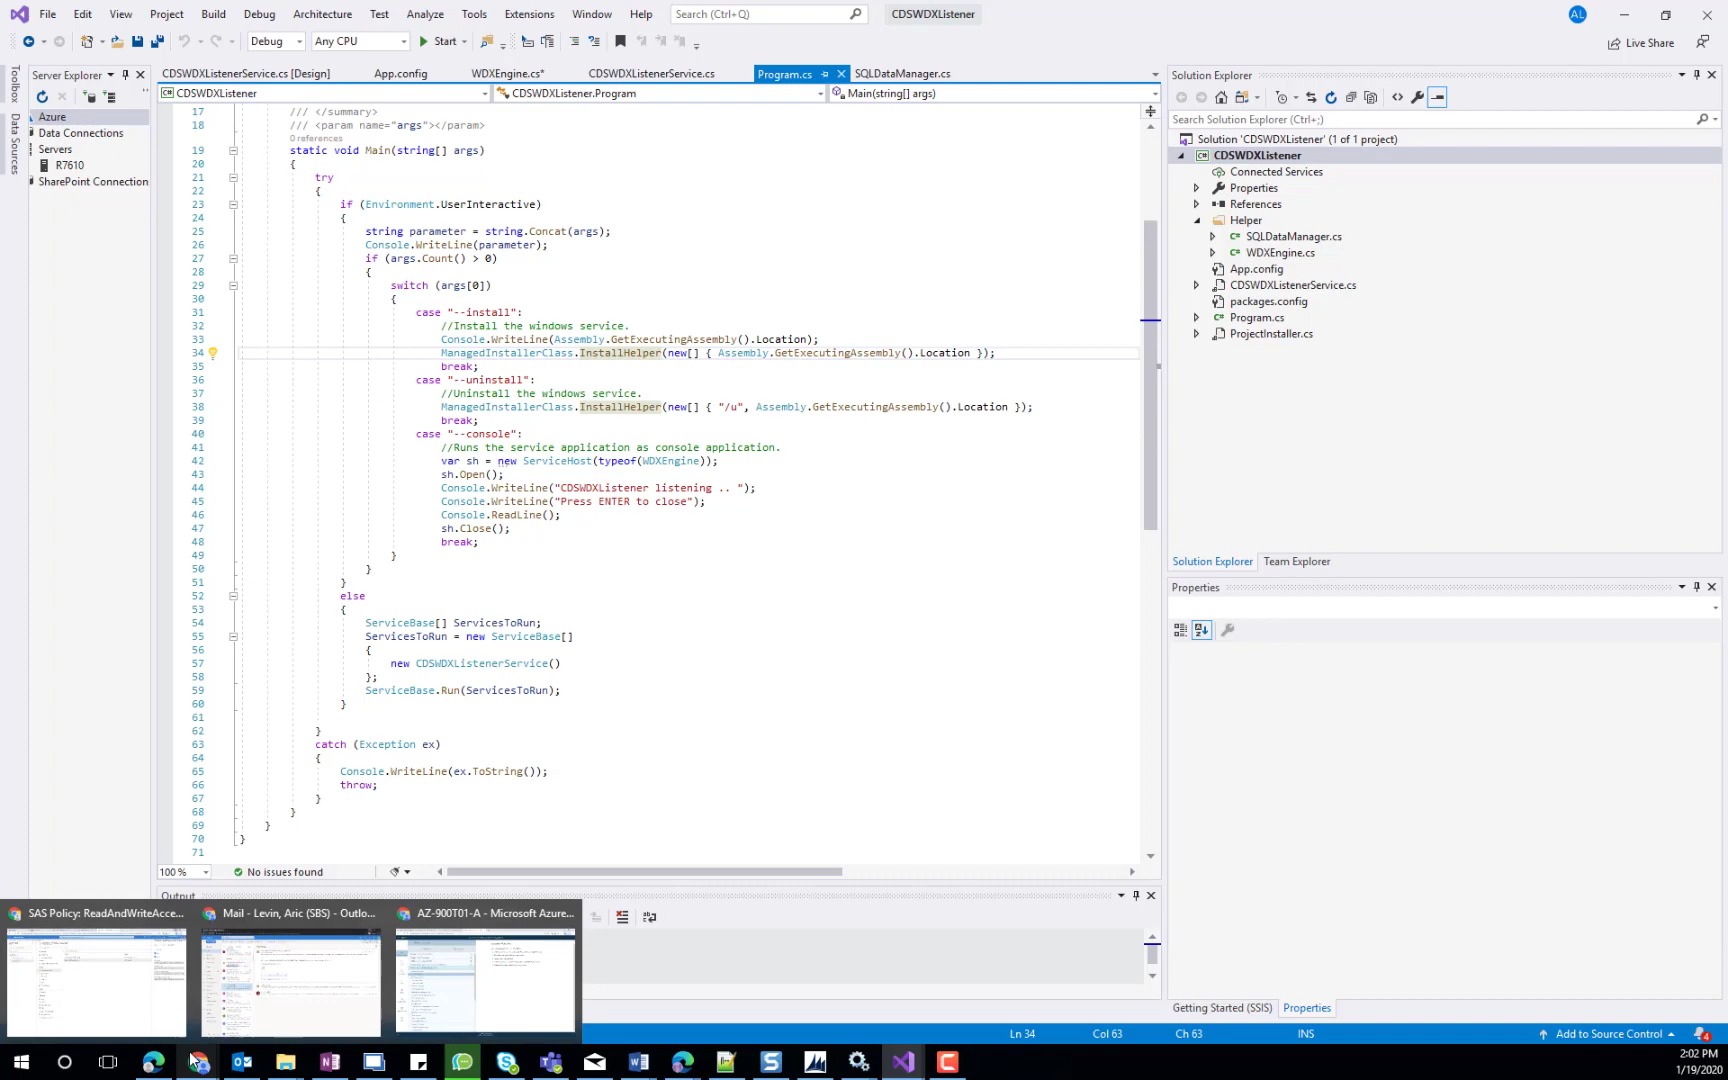 File Edit View Project Build Debug Architecture Test Analyze Tools Extensions Window Help Search (Ctrl+Q) CDSWDXListener AL
Debug Any CPU Start Live Share
Toolbox
Data Sources
Server Explorer
Azure
Data Connections
Servers
R7610
SharePoint Connection
CDSWDXListenerService.cs [Design] App.config WDXEngine.cs* CDSWDXListenerService.cs Program.cs SQLDataManager.cs
CDSWDXListener CDSWDXListener.Program Main(string[] args)
17 /// </summary>
18 /// <param name="args"></param>
0 references
19 static void Main(string[] args)
20 {
21 try
22 {
23 if (Environment.UserInteractive)
24 {
25 string parameter = string.Concat(args);
26 Console.WriteLine(parameter);
27 if (args.Count() > 0)
28 {
29 switch (args[0])
30 {
31 case "--install":
32 //Install the windows service.
33 Console.WriteLine(Assembly.GetExecutingAssembly().Location);
34 ManagedInstallerClass.InstallHelper(new[] { Assembly.GetExecutingAssembly().Location });
35 break;
36 case "--uninstall":
37 //Uninstall the windows service.
38 ManagedInstallerClass.InstallHelper(new[] { "/u", Assembly.GetExecutingAssembly().Location });
39 break;
40 case "--console":
41 //Runs the service application as console application.
42 var sh = new ServiceHost(typeof(WDXEngine));
43 sh.Open();
44 Console.WriteLine("CDSWDXListener listening .. ");
45 Console.WriteLine("Press ENTER to close");
46 Console.ReadLine();
47 sh.Close();
48 break;
49 }
50 }
51 }
52 else
53 {
54 ServiceBase[] ServicesToRun;
55 ServicesToRun = new ServiceBase[]
56 {
57 new CDSWDXListenerService()
58 };
59 ServiceBase.Run(ServicesToRun);
60 }
61
62 }
63 catch (Exception ex)
64 {
65 Console.WriteLine(ex.ToString());
66 throw;
67 }
68 }
69 }
70 }
71
100 % No issues found
Output
SAS Policy: ReadAndWriteAcce... Mail - Levin, Aric (SBS) - Outlo... AZ-900T01-A - Microsoft Azure...
Solution Explorer
Search Solution Explorer (Ctrl+;)
Solution 'CDSWDXListener' (1 of 1 project)
CDSWDXListener
Connected Services
Properties
References
Helper
SQLDataManager.cs
WDXEngine.cs
App.config
CDSWDXListenerService.cs
packages.config
Program.cs
ProjectInstaller.cs
Solution Explorer Team Explorer
Properties
Getting Started (SSIS) Properties
Ln 34 Col 63 Ch 63 INS Add to Source Control 4
2:02 PM
1/19/2020